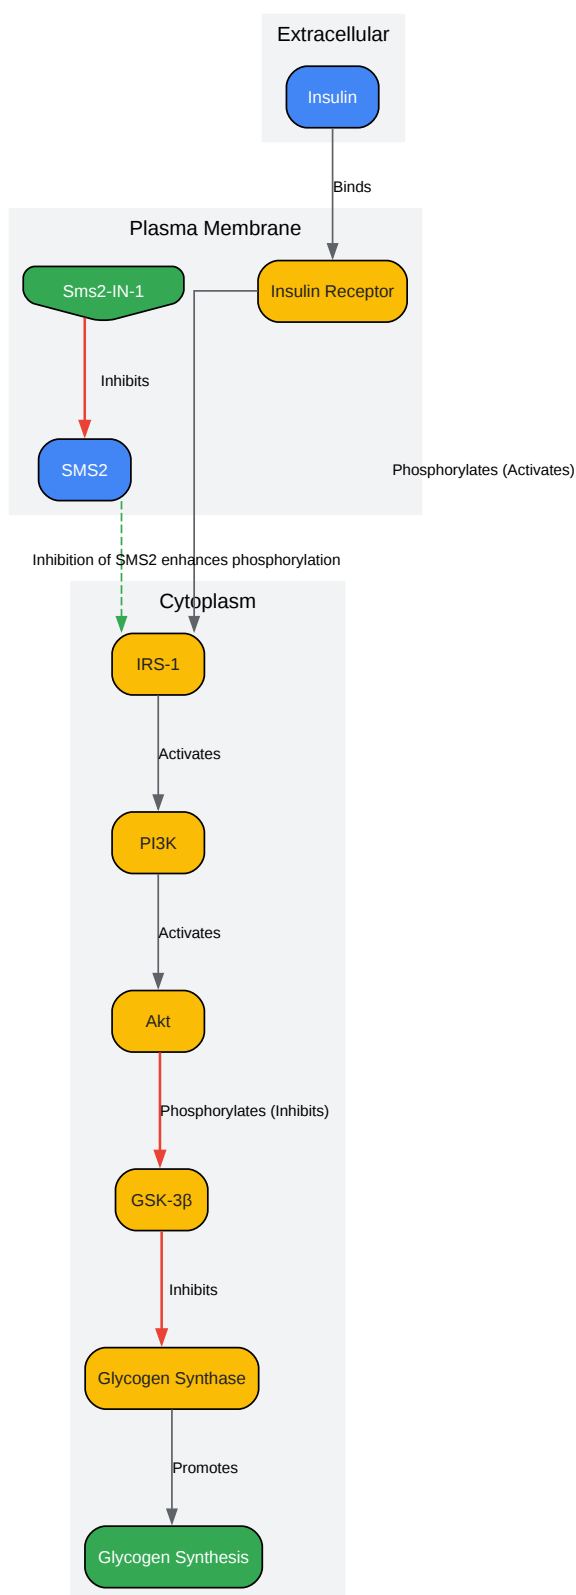 Extracellular
Insulin
Binds
Plasma Membrane
Sms2-IN-1
Insulin Receptor
Inhibits
SMS2
Phosphorylates (Activates)
Inhibition of SMS2 enhances phosphorylation
Cytoplasm
IRS-1
Activates
PI3K
Activates
Akt
Phosphorylates (Inhibits)
GSK-3β
Inhibits
Glycogen Synthase
Promotes
Glycogen Synthesis